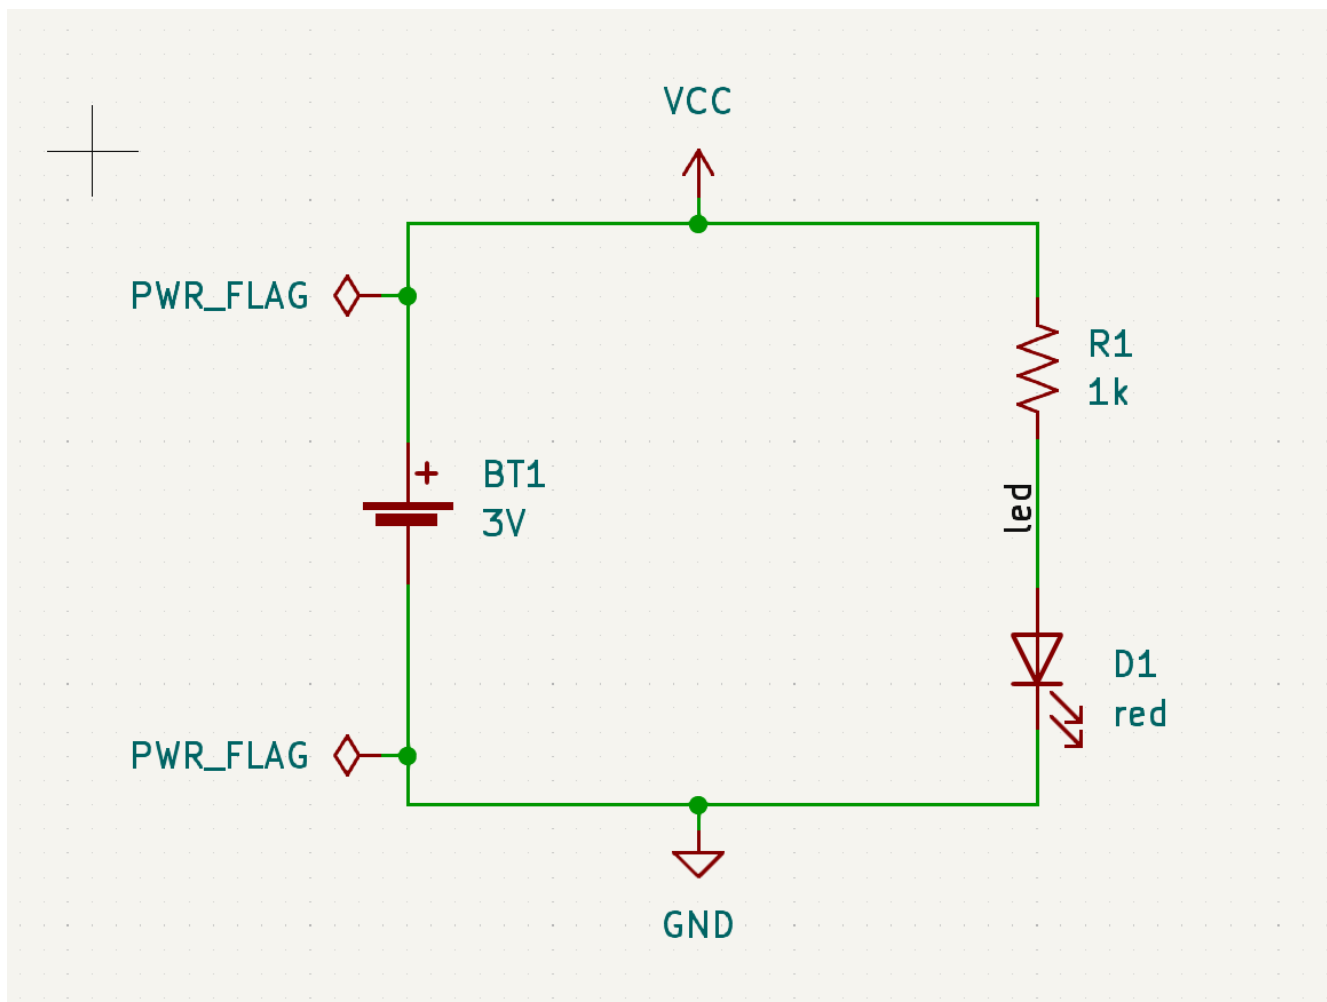 VCC
PWR_FLAG
R1
1k
BT1
3V
led
D1
red
PWR_FLAG
GND